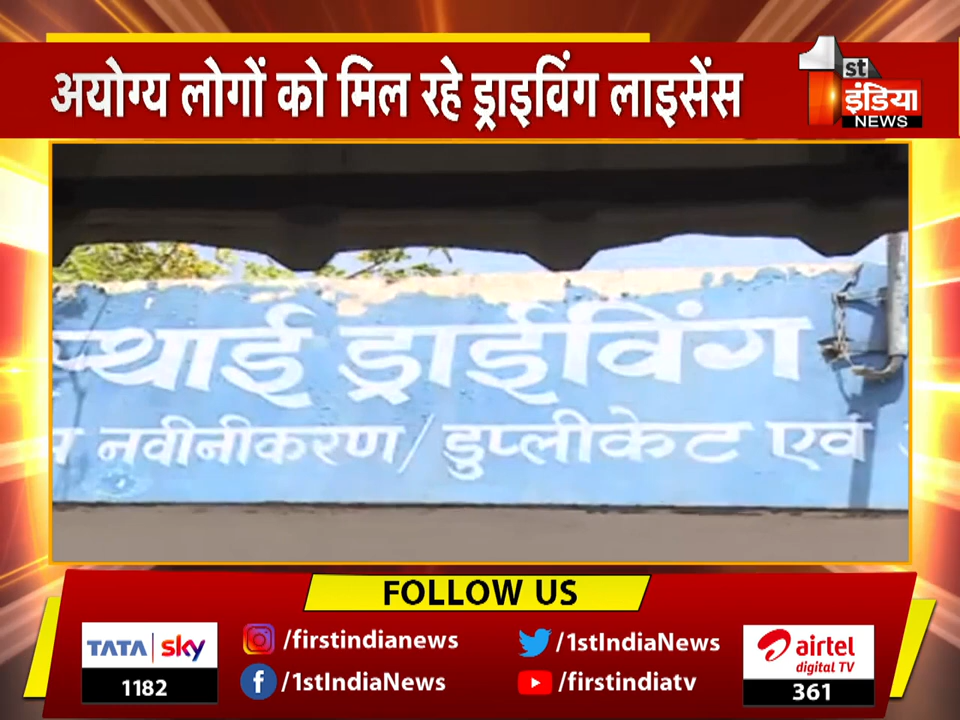 अयोग्य लोगों को मिल रहे ड्राइविंग लाइसेंस
1st
इंडिया
NEWS
ड्राईविंग
नवीनीकरण/डुप्लीकेट एवं
FOLLOW US
TATA sky
1182
/firstindianews
/1stIndiaNews
/1stIndiaNews
/firstindiatv
airtel
digital TV
361